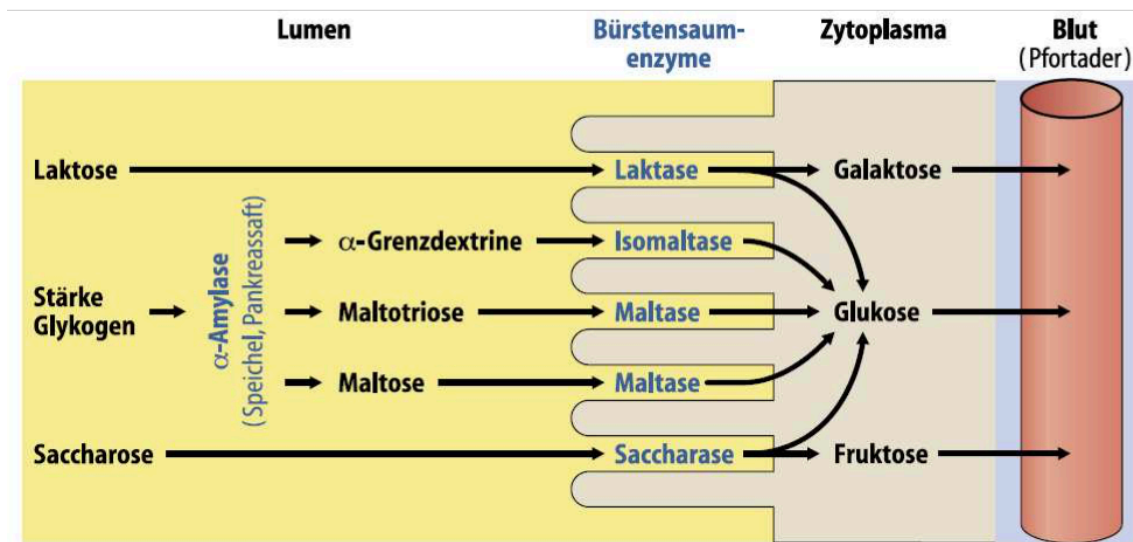 Lumen
Bürstensaum-
enzyme
Zytoplasma
Blut
(Pfortader)
Laktose
Laktase
Galaktose
α-Grenzdextrine
Isomaltase
Stärke
Glykogen
α-Amylase
(Speichel, Pankreassaft)
Maltotriose
Maltase
Glukose
Maltose
Maltase
Saccharose
Saccharase
Fruktose